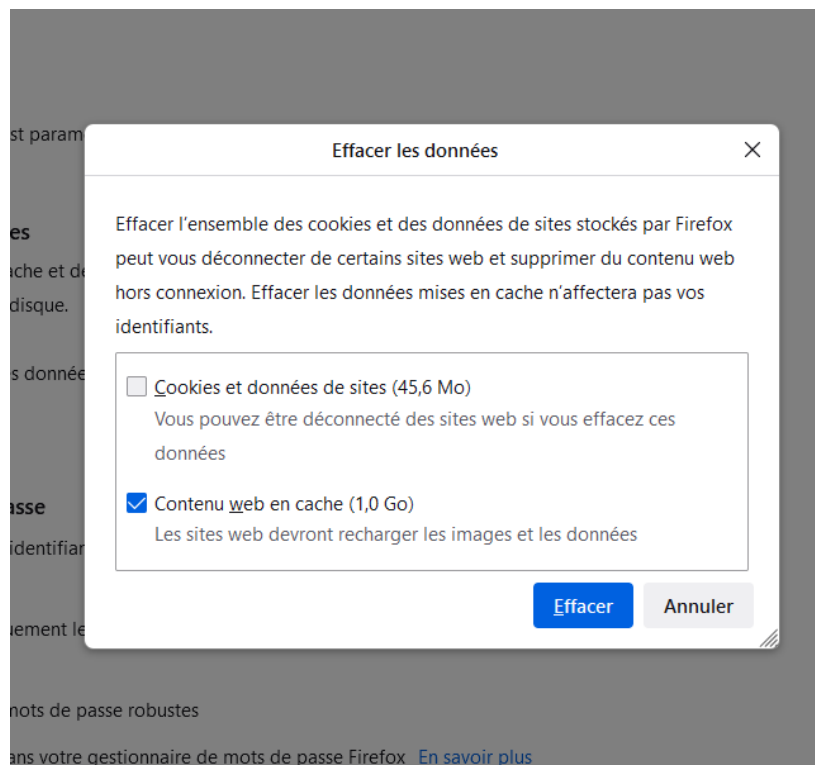 st param
Effacer les données
Effacer l'ensemble des cookies et des données de sites stockés par Firefox
peut vous déconnecter de certains sites web et supprimer du contenu web
hors connexion. Effacer les données mises en cache n'affectera pas vos
identifiants.
es
ache et de
disque.
s donnée
Cookies et données de sites (45,6 Mo)
Vous pouvez être déconnecté des sites web si vous effacez ces
données
Contenu web en cache (1,0 Go)
Les sites web devront recharger les images et les données
asse
identifiar
Effacer Annuler
uement le
mots de passe robustes
ans votre gestionnaire de mots de passe Firefox En savoir plus